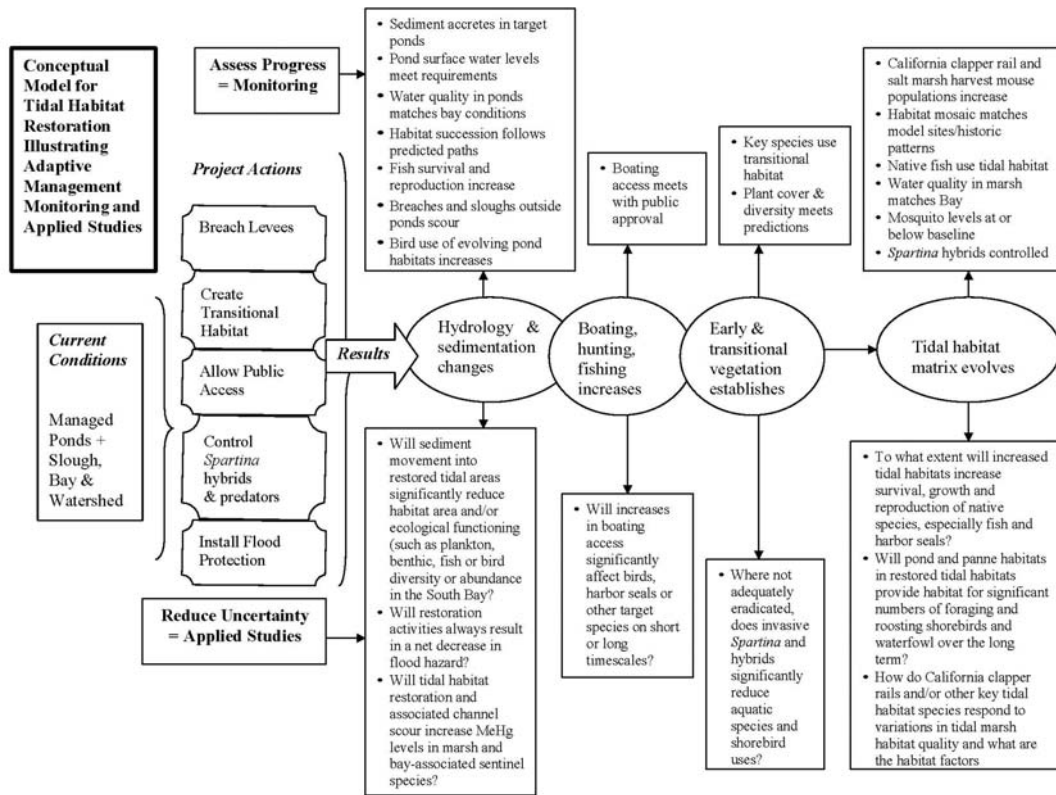 Conceptual
Model for
Tidal Habitat
Restoration
Illustrating
Adaptive
Management
Monitoring and
Applied Studies
Assess Progress
= Monitoring
• Sediment accretes in target
ponds
• Pond surface water levels
meet requirements
• Water quality in ponds
matches bay conditions
• Habitat succession follows
predicted paths
• Fish survival and
reproduction increase
• Breaches and sloughs outside
ponds scour
• Bird use of evolving pond
habitats increases
• Boating
access meets
with public
approval
• Key species use
transitional
habitat
• Plant cover &
diversity meets
predictions
• California clapper rail and
salt marsh harvest mouse
populations increase
• Habitat mosaic matches
model sites/historic
patterns
• Native fish use tidal habitat
• Water quality in marsh
matches Bay
• Mosquito levels at or
below baseline
• Spartina hybrids controlled
Current
Conditions
Managed
Ponds +
Slough,
Bay &
Watershed
Project Actions
Breach Levees
Create
Transitional
Habitat
Allow Public
Access
Control
Spartina
hybrids
& predators
Install Flood
Protection
Results
Hydrology &
sedimentation
changes
Boating,
hunting,
fishing
increases
Early &
transitional
vegetation
establishes
Tidal habitat
matrix evolves
Reduce Uncertainty
= Applied Studies
• Will sediment
movement into
restored tidal areas
significantly reduce
habitat area and/or
ecological functioning
(such as plankton,
benthic, fish or bird
diversity or abundance
in the South Bay?
• Will restoration
activities always result
in a net decrease in
flood hazard?
• Will tidal habitat
restoration and
associated channel
scour increase MeHg
levels in marsh and
bay-associated sentinel
species?
• Will increases
in boating
access
significantly
affect birds,
harbor seals or
other target
species on short
or long
timescales?
• Where not
adequately
eradicated,
does invasive
Spartina and
hybrids
significantly
reduce
aquatic
species and
shorebird
uses?
• To what extent will increased
tidal habitats increase
survival, growth and
reproduction of native
species, especially fish and
harbor seals?
• Will pond and panne habitats
in restored tidal habitats
provide habitat for significant
numbers of foraging and
roosting shorebirds and
waterfowl over the long
term?
• How do California clapper
rails and/or other key tidal
habitat species respond to
variations in tidal marsh
habitat quality and what are
the habitat factors